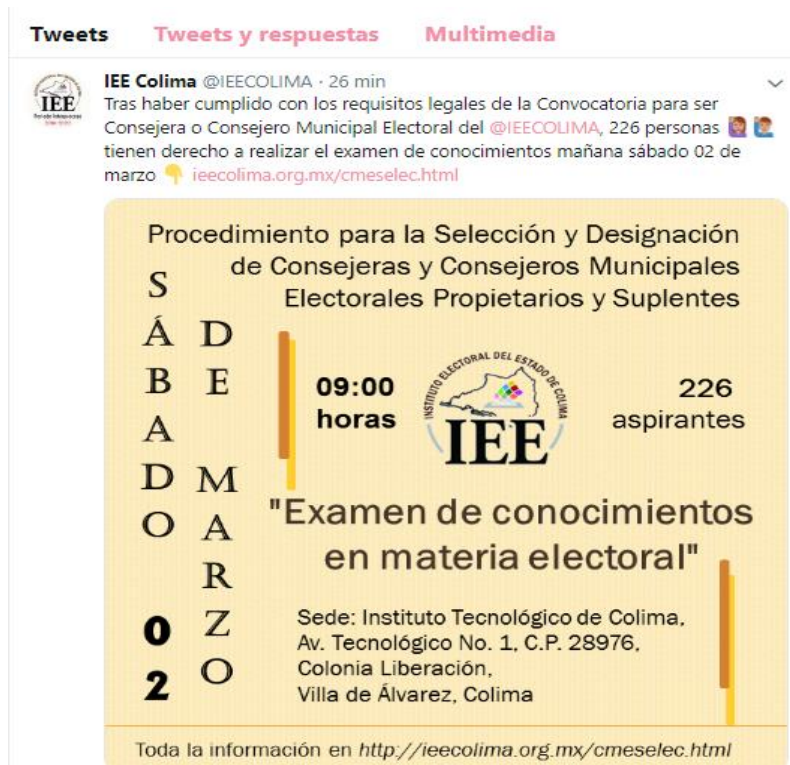 Tweets Tweets y respuestas Multimedia
IEE Colima @IEECOLIMA · 26 min
Tras haber cumplido con los requisitos legales de la Convocatoria para ser
Consejera o Consejero Municipal Electoral del @IEECOLIMA, 226 personas 🙋🏽‍♀️ 🙋🏽‍♂️
tienen derecho a realizar el examen de conocimientos mañana sábado 02 de
marzo 👇 ieecolima.org.mx/cmeselec.html
Procedimiento para la Selección y Designación
de Consejeras y Consejeros Municipales
Electorales Propietarios y Suplentes
SÁBADO 02
DE MARZO
09:00
horas
INSTITUTO ELECTORAL DEL ESTADO DE COLIMA
IEE
226
aspirantes
"Examen de conocimientos
en materia electoral"
Sede: Instituto Tecnológico de Colima,
Av. Tecnológico No. 1, C.P. 28976,
Colonia Liberación,
Villa de Álvarez, Colima
Toda la información en http://ieecolima.org.mx/cmeselec.html